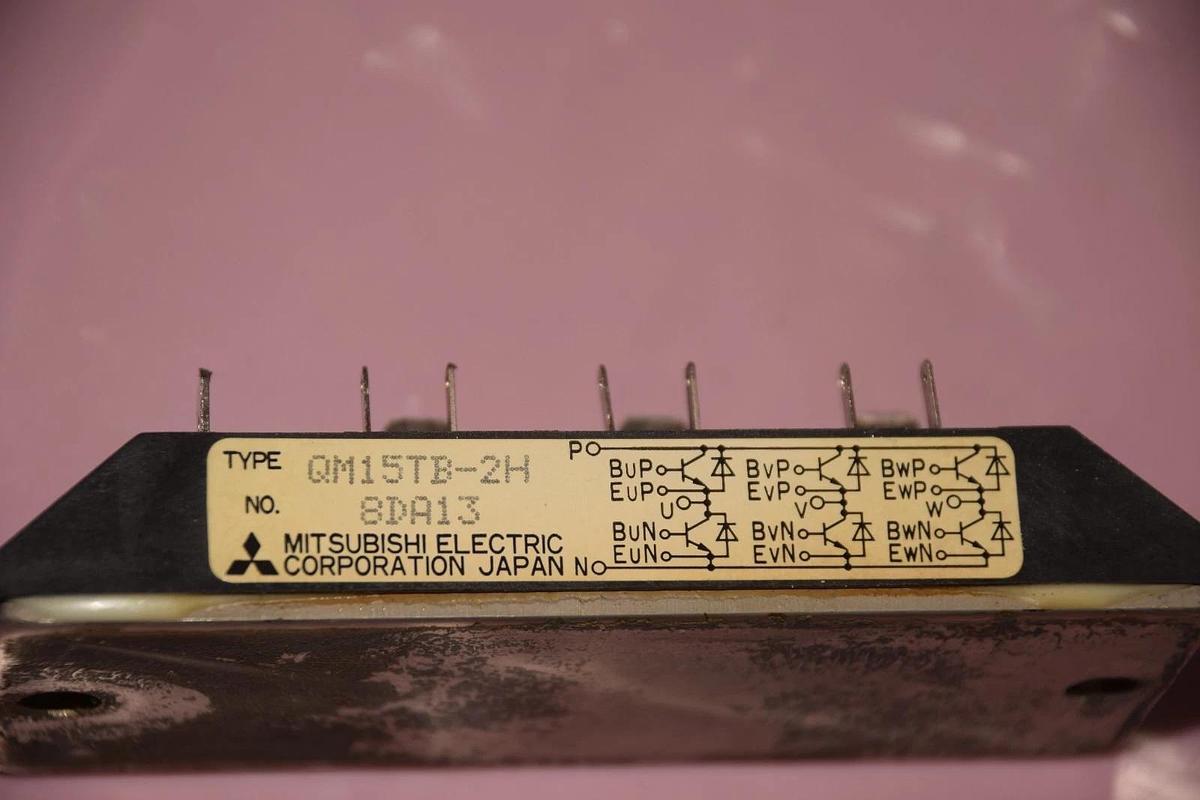 TYPE QM15TB-2H
NO. 8DA13
MITSUBISHI ELECTRIC
CORPORATION JAPAN
P
BUP BVP BWP
EUP EVP EWP
U V W
BUN BVN BWN
EUN EVN EWN
N